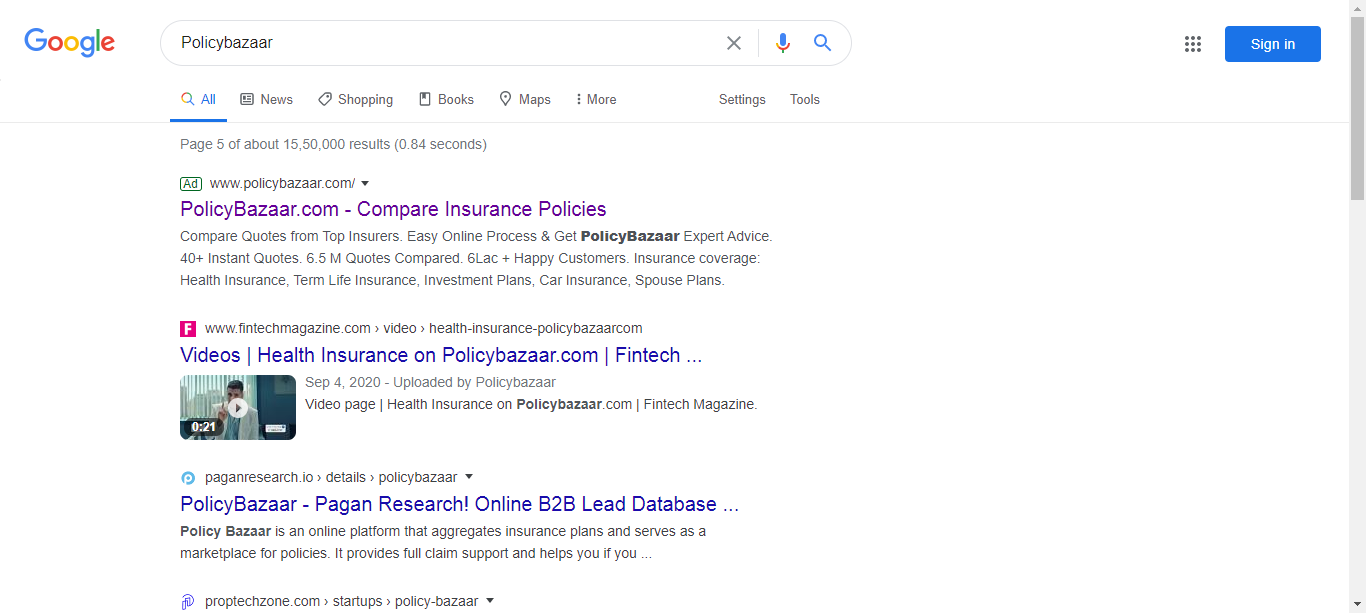 Google
Policybazaar
Sign in
All
News
Shopping
Books
Maps
More
Settings
Tools
Page 5 of about 15,50,000 results (0.84 seconds)
Ad www.policybazaar.com/
PolicyBazaar.com - Compare Insurance Policies
Compare Quotes from Top Insurers. Easy Online Process & Get PolicyBazaar Expert Advice.
40+ Instant Quotes. 6.5 M Quotes Compared. 6Lac + Happy Customers. Insurance coverage:
Health Insurance, Term Life Insurance, Investment Plans, Car Insurance, Spouse Plans.
F www.fintechmagazine.com › video › health-insurance-policybazaarcom
Videos | Health Insurance on Policybazaar.com | Fintech ...
Sep 4, 2020 - Uploaded by Policybazaar
Video page | Health Insurance on Policybazaar.com | Fintech Magazine.
0:21
paganresearch.io › details › policybazaar
PolicyBazaar - Pagan Research! Online B2B Lead Database ...
Policy Bazaar is an online platform that aggregates insurance plans and serves as a
marketplace for policies. It provides full claim support and helps you if you ...
proptechzone.com › startups › policy-bazaar